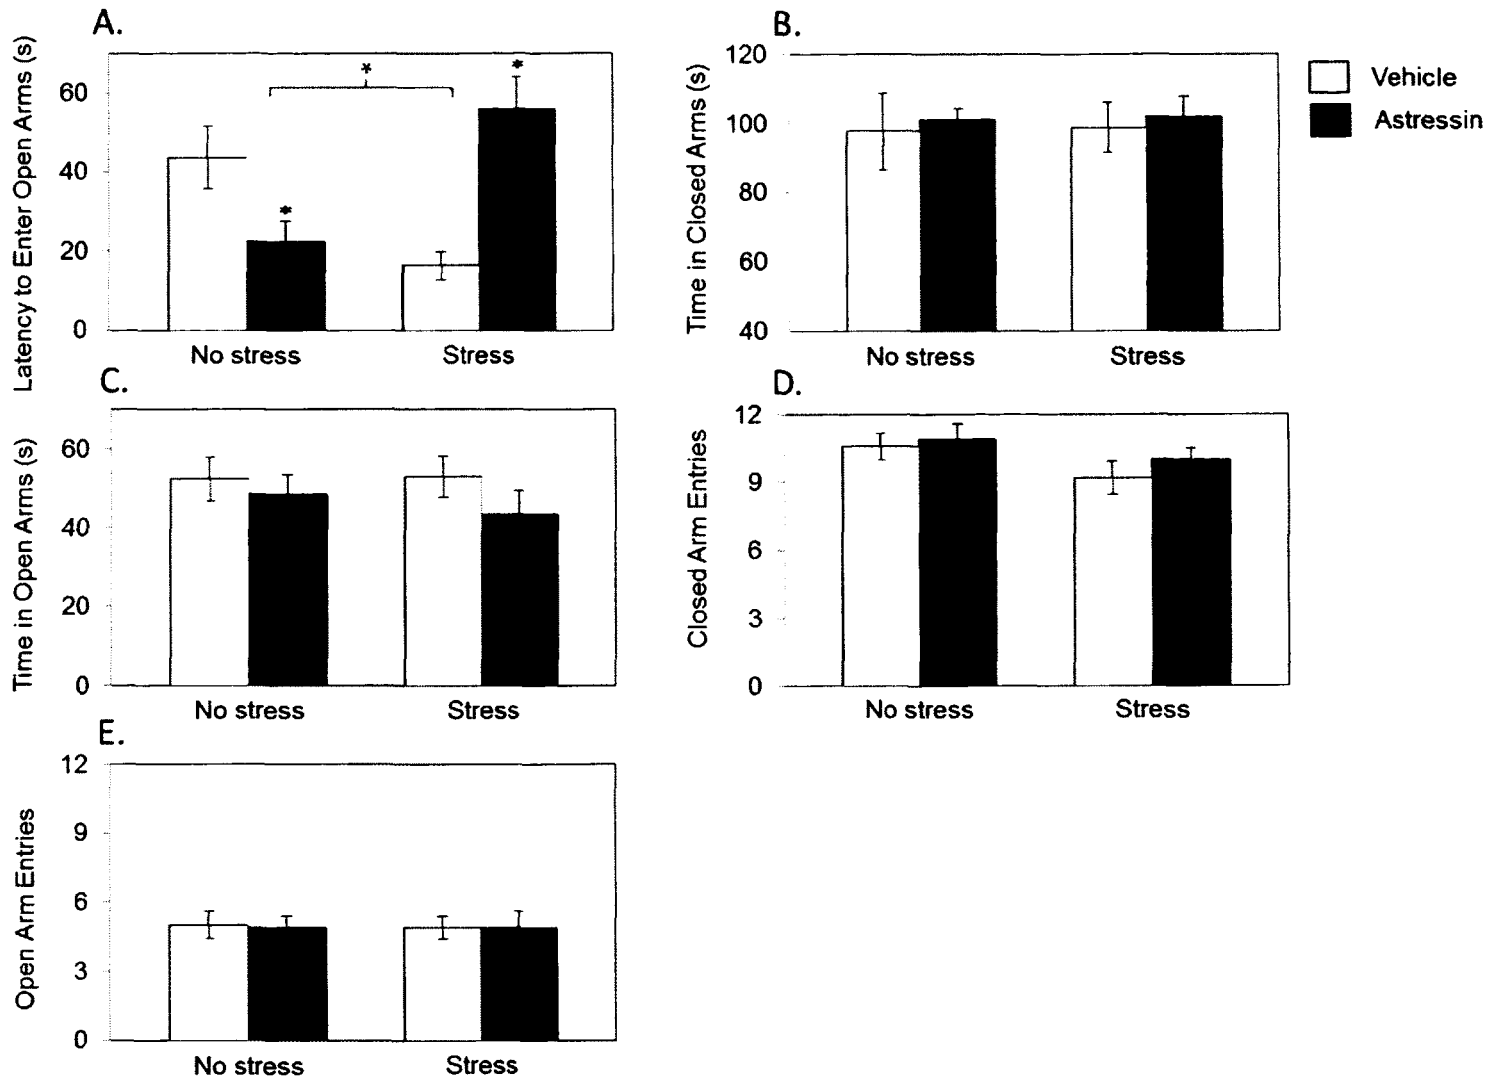 A.
Latency to Enter Open Arms (s)
60
40
20
0
*
*
*
No stress Stress
B.
Time in Closed Arms (s)
120
100
80
60
40
No stress Stress
Vehicle
Astressin
C.
Time in Open Arms (s)
60
40
20
0
No stress Stress
D.
Closed Arm Entries
12
9
6
3
0
No stress Stress
E.
Open Arm Entries
12
9
6
3
0
No stress Stress